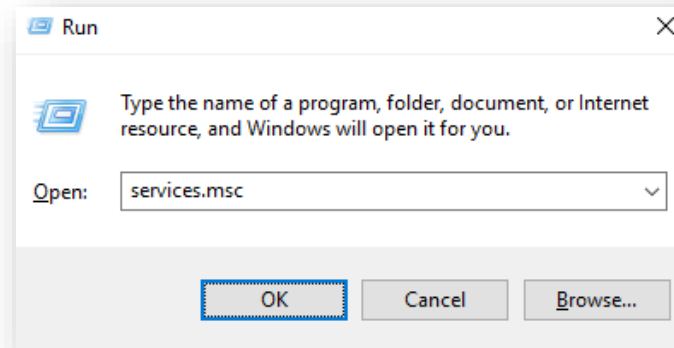 Run
Type the name of a program, folder, document, or Internet
resource, and Windows will open it for you.
Open: services.msc
OK Cancel Browse...